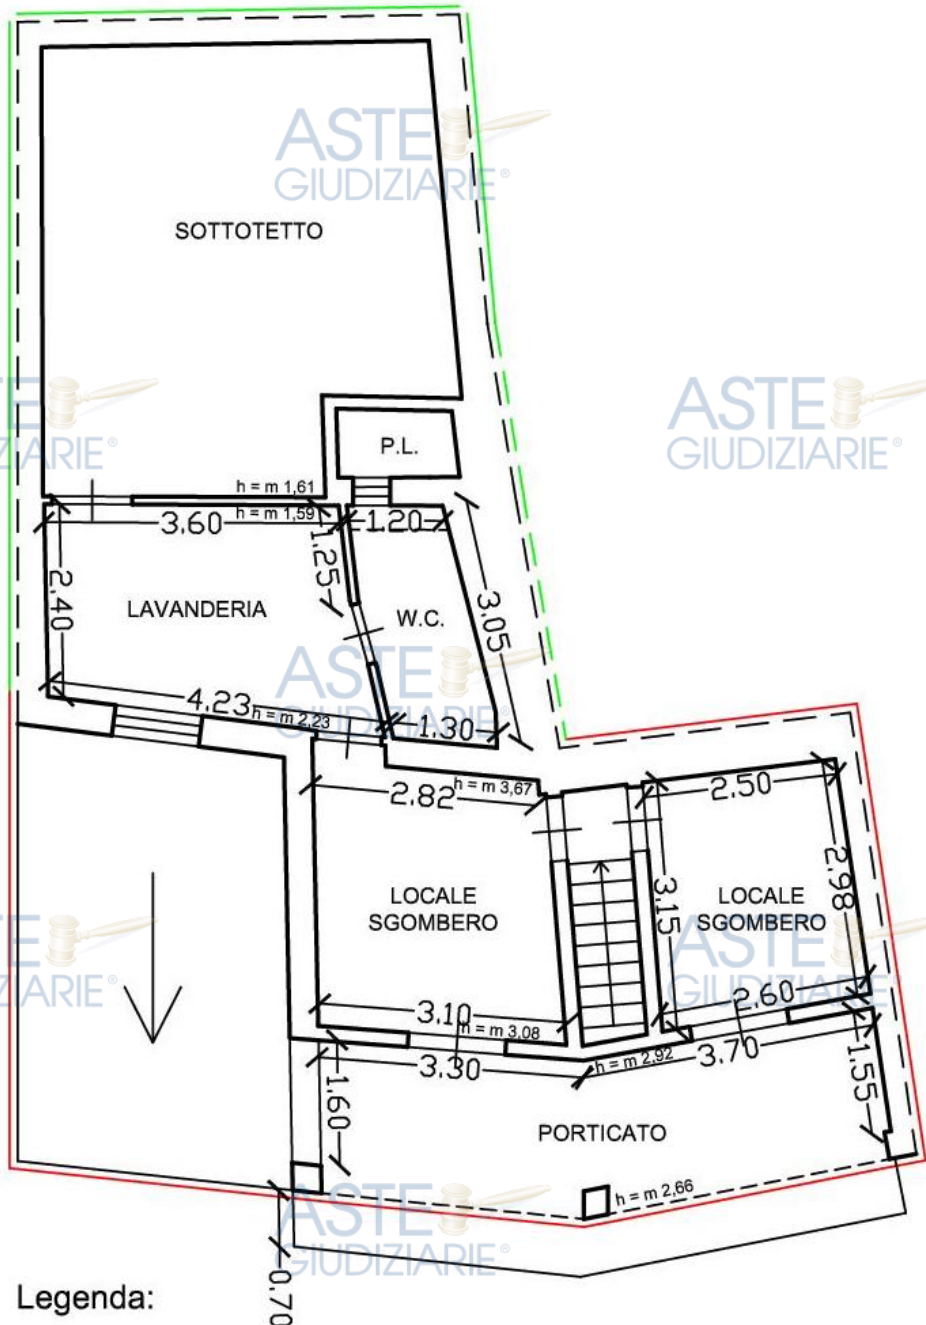 ASTE
GIUDIZIARIE®
SOTTOTETTO
ASTE
GIUDIZIARIE®
P.L.
h = m 1,61
h = m 1,59
3.60
1.20
1.25
2.40
LAVANDERIA
W.C.
3.05
ASTE
GIUDIZIARIE®
4.23
h = m 2,23
1.30
2.82
h = m 3,67
2.50
LOCALE
SGOMBERO
3.15
LOCALE
SGOMBERO
2.98
ASTE
GIUDIZIARIE®
2.60
3.10
h = m 3,08
h = m 2,92
3.70
3.30
1.60
1.55
PORTICATO
h = m 2,66
ASTE
GIUDIZIARIE®
0.70
Legenda: